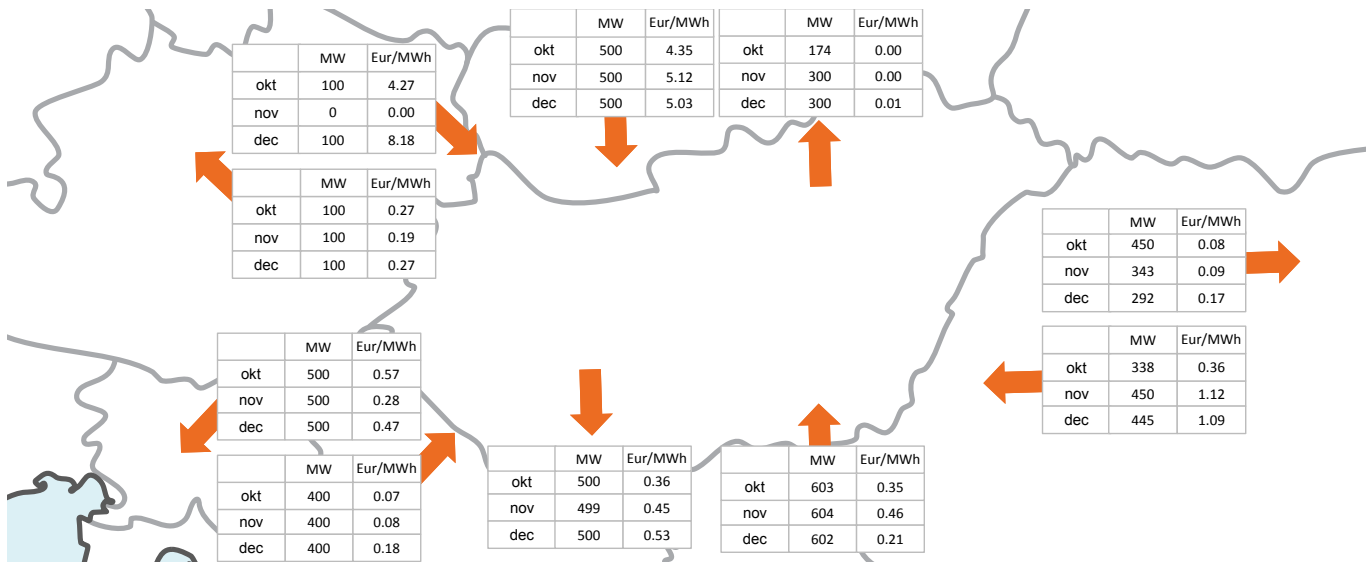 MW Eur/MWh
okt 100 4.27
nov 0 0.00
dec 100 8.18
MW Eur/MWh
okt 500 4.35
nov 500 5.12
dec 500 5.03
MW Eur/MWh
okt 174 0.00
nov 300 0.00
dec 300 0.01
MW Eur/MWh
okt 100 0.27
nov 100 0.19
dec 100 0.27
MW Eur/MWh
okt 450 0.08
nov 343 0.09
dec 292 0.17
MW Eur/MWh
okt 338 0.36
nov 450 1.12
dec 445 1.09
MW Eur/MWh
okt 500 0.57
nov 500 0.28
dec 500 0.47
MW Eur/MWh
okt 400 0.07
nov 400 0.08
dec 400 0.18
MW Eur/MWh
okt 500 0.36
nov 499 0.45
dec 500 0.53
MW Eur/MWh
okt 603 0.35
nov 604 0.46
dec 602 0.21